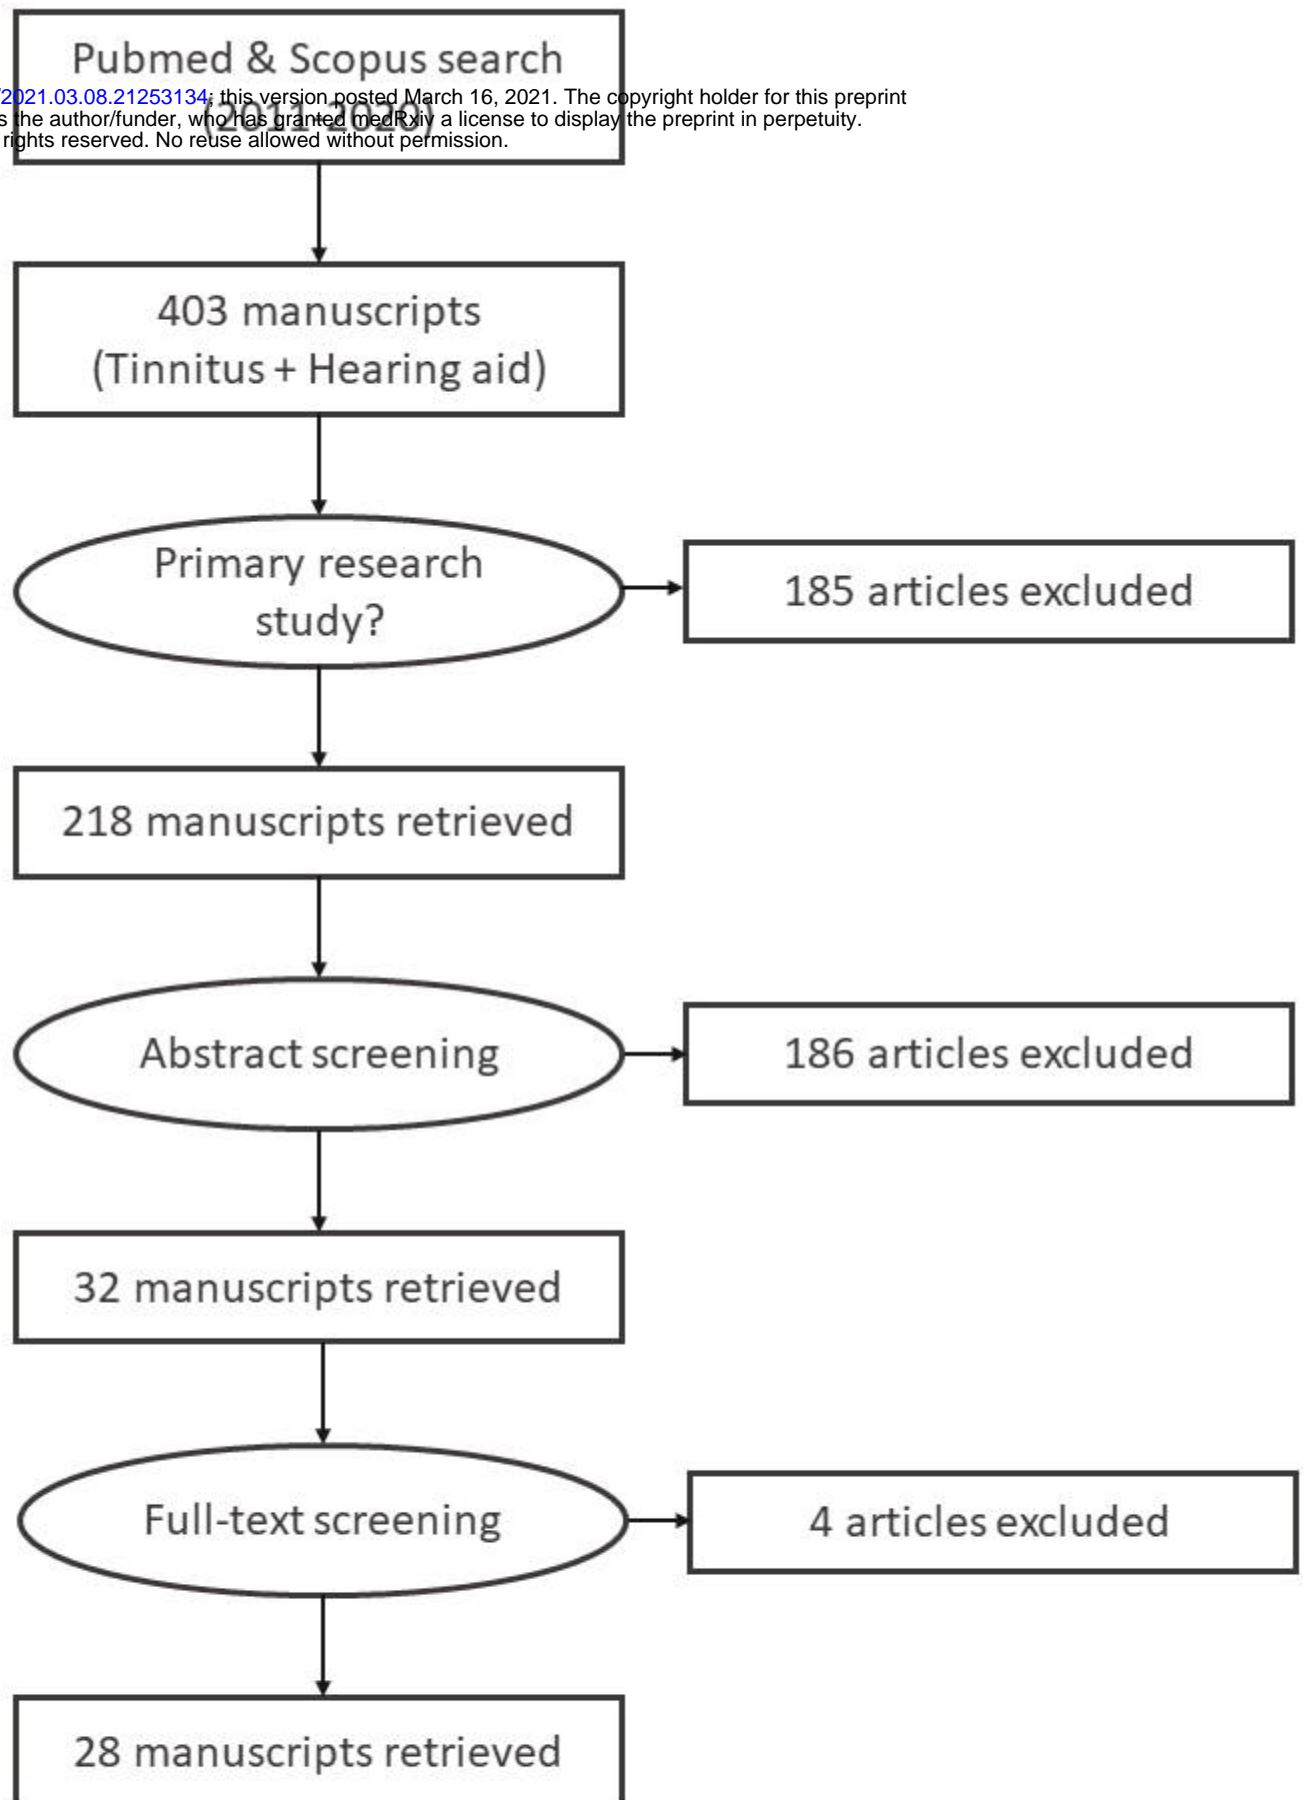 Pubmed & Scopus search
2021.03.08.21253134; this version posted March 16, 2021. The copyright holder for this preprint
(2011-2020)
s the author/funder, who has granted medRxiv a license to display the preprint in perpetuity.
rights reserved. No reuse allowed without permission.
403 manuscripts
(Tinnitus + Hearing aid)
Primary research
study?
185 articles excluded
218 manuscripts retrieved
Abstract screening
186 articles excluded
32 manuscripts retrieved
Full-text screening
4 articles excluded
28 manuscripts retrieved